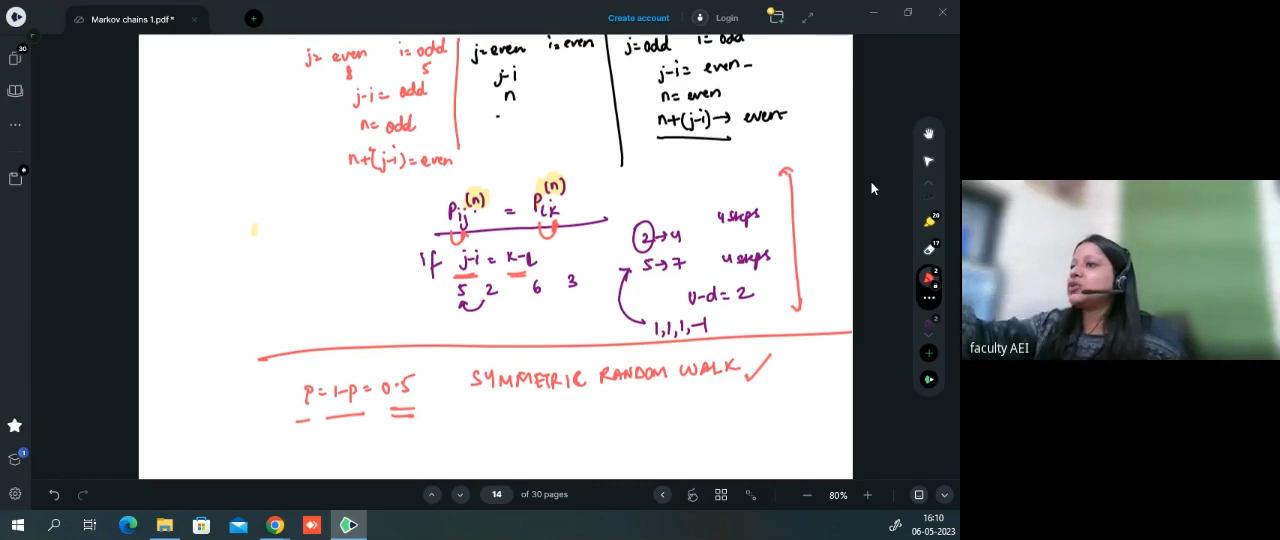 Markov chains 1.pdf*
Create account
Login
j= even i= odd
8 5
j-i= odd
n= odd
n+(j-i)=even
j=even i=even
j-i
n
j=odd i=odd
j-i= even
n= even
n+(j-i)→ even
Pij(n) = Plk(n)
if j-i = k-l
5 2 6 3
2→4 4 steps
5→7 4 steps
u-d=2
1,1,1,-1
p=1-p=0.5 SYMMETRIC RANDOM WALK ✓
faculty AEI
14 of 30 pages
80%
16:10
06-05-2023